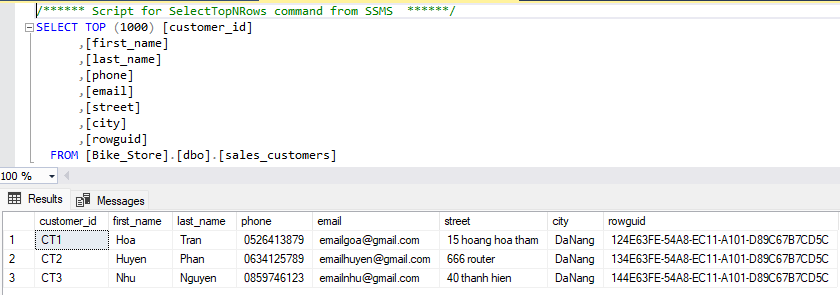 /****** Script for SelectTopNRows command from SSMS  ******/
SELECT TOP (1000) [customer_id]
,[first_name]
,[last_name]
,[phone]
,[email]
,[street]
,[city]
,[rowguid]
FROM [Bike_Store].[dbo].[sales_customers]
100 %
Results Messages
customer_id first_name last_name phone email street city rowguid
1 CT1 Hoa Tran 0526413879 emailgoa@gmail.com 15 hoang hoa tham DaNang 124E63FE-54A8-EC11-A101-D89C67B7CD5C
2 CT2 Huyen Phan 0634125789 emailhuyen@gmail.com 666 router DaNang 134E63FE-54A8-EC11-A101-D89C67B7CD5C
3 CT3 Nhu Nguyen 0859746123 emailnhu@gmail.com 40 thanh hien DaNang 144E63FE-54A8-EC11-A101-D89C67B7CD5C